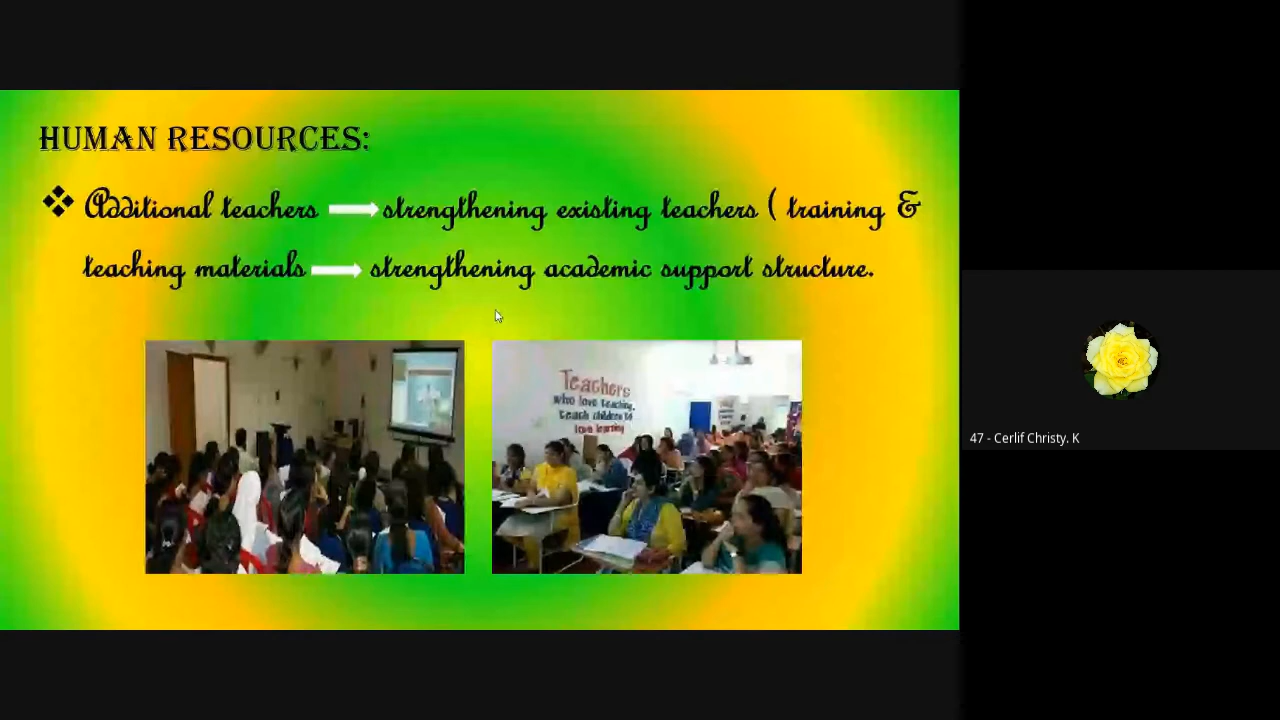 HUMAN RESOURCES:
Additional teachers strengthening existing teachers ( training &
teaching materials strengthening academic support structure.
Teachers
who love teaching,
teach children to
love learning
47 - Cerlif Christy. K